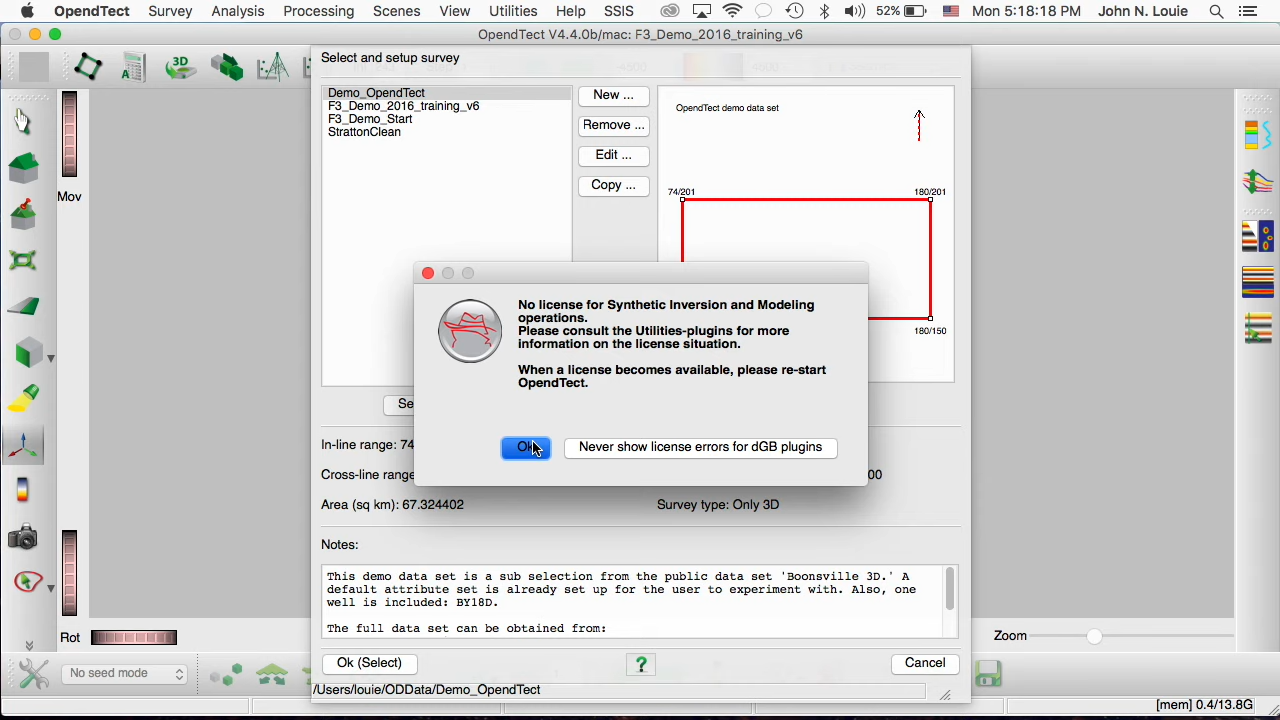 OpendTect Survey Analysis Processing Scenes View Utilities Help SSIS 52% Mon 5:18:18 PM John N. Louie
OpendTect V4.4.0b/mac: F3_Demo_2016_training_v6
Select and setup survey
Demo_OpendTect
F3_Demo_2016_training_v6
F3_Demo_Start
StrattonClean
New ...
Remove ...
Edit ...
Copy ...
OpendTect demo data set
74/201 180/201
180/150
Mov
No license for Synthetic Inversion and Modeling
operations.
Please consult the Utilities-plugins for more
information on the license situation.
When a license becomes available, please re-start
OpendTect.
Ok Never show license errors for dGB plugins
Se
In-line range: 74
Cross-line range 00
Area (sq km): 67.324402 Survey type: Only 3D
Notes:
This demo data set is a sub selection from the public data set 'Boonsville 3D.' A
default attribute set is already set up for the user to experiment with. Also, one
well is included: BY18D.
The full data set can be obtained from:
Rot Zoom
Ok (Select) ? Cancel
No seed mode
/Users/louie/ODData/Demo_OpendTect
[mem] 0.4/13.8G